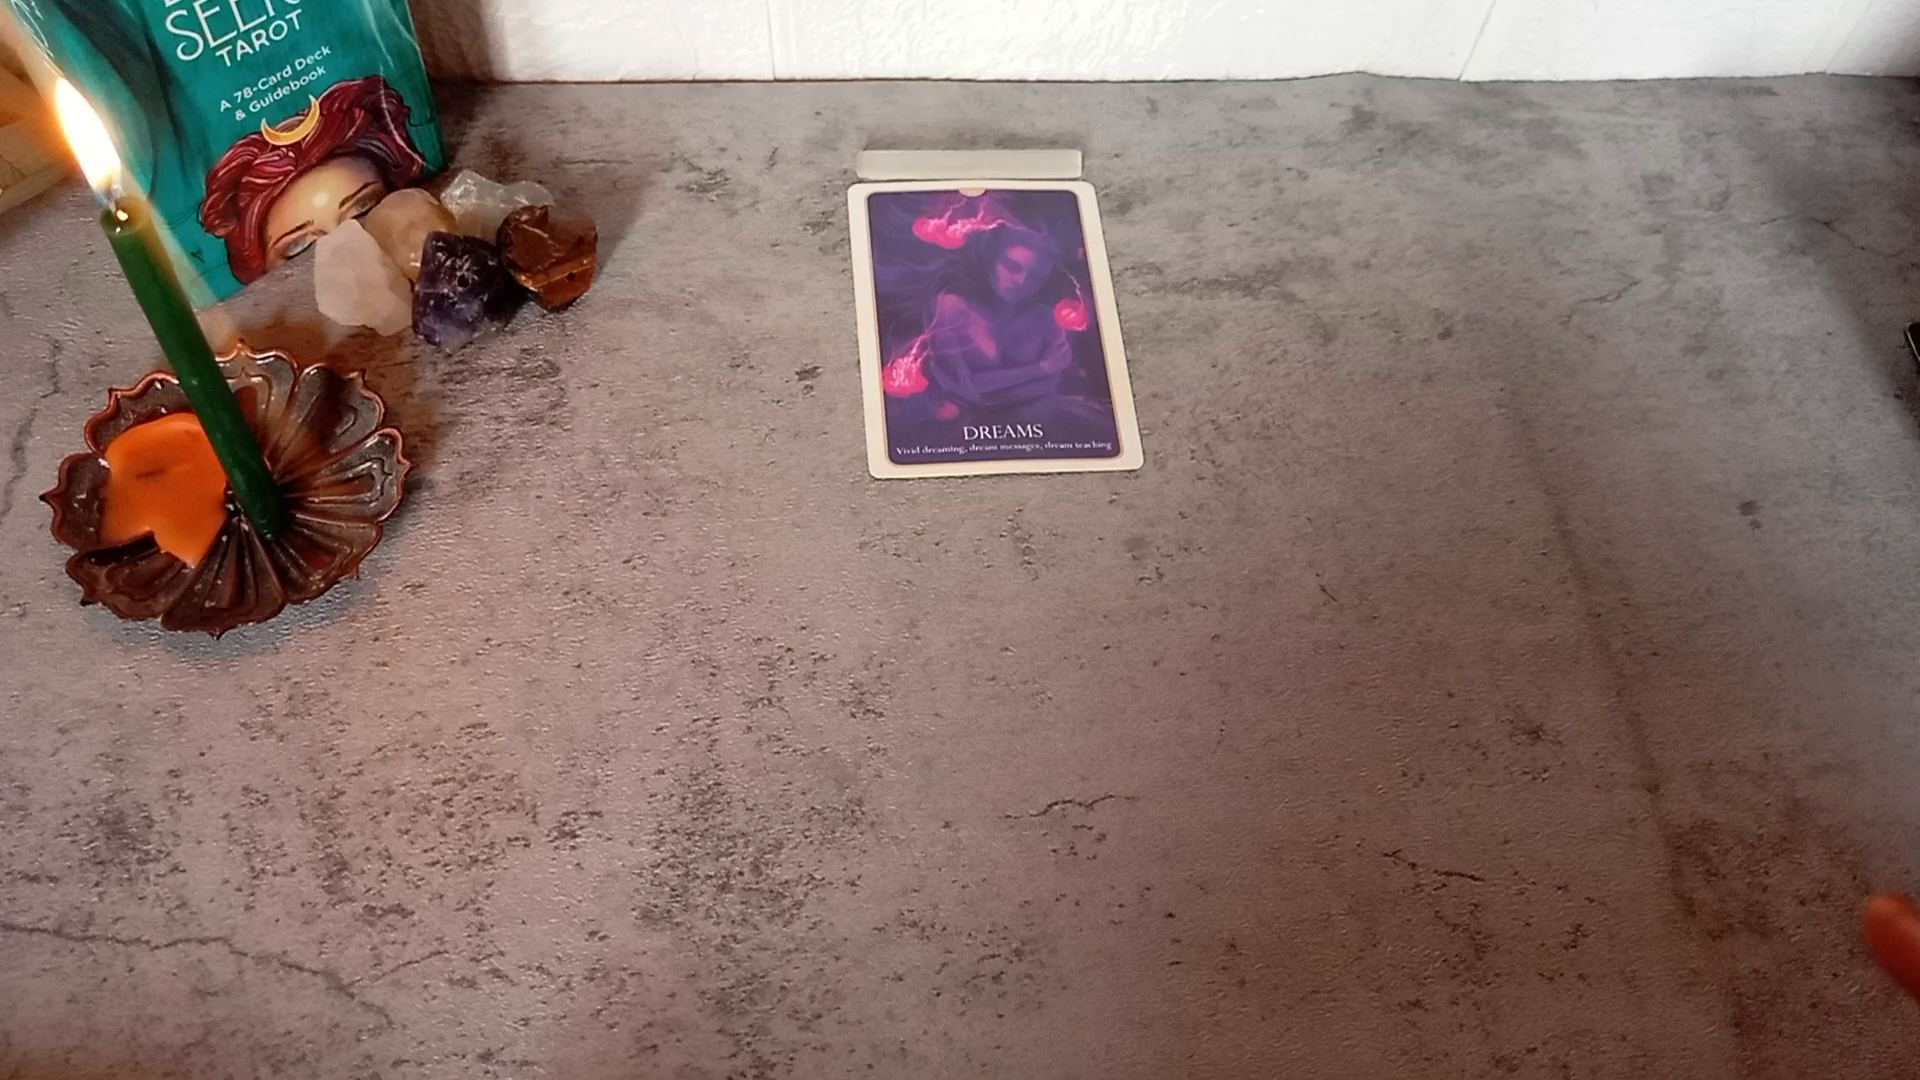 SEEK
TAROT
A 78-Card Deck
& Guidebook
DREAMS
Vivid dreaming, dream messages, dream teaching